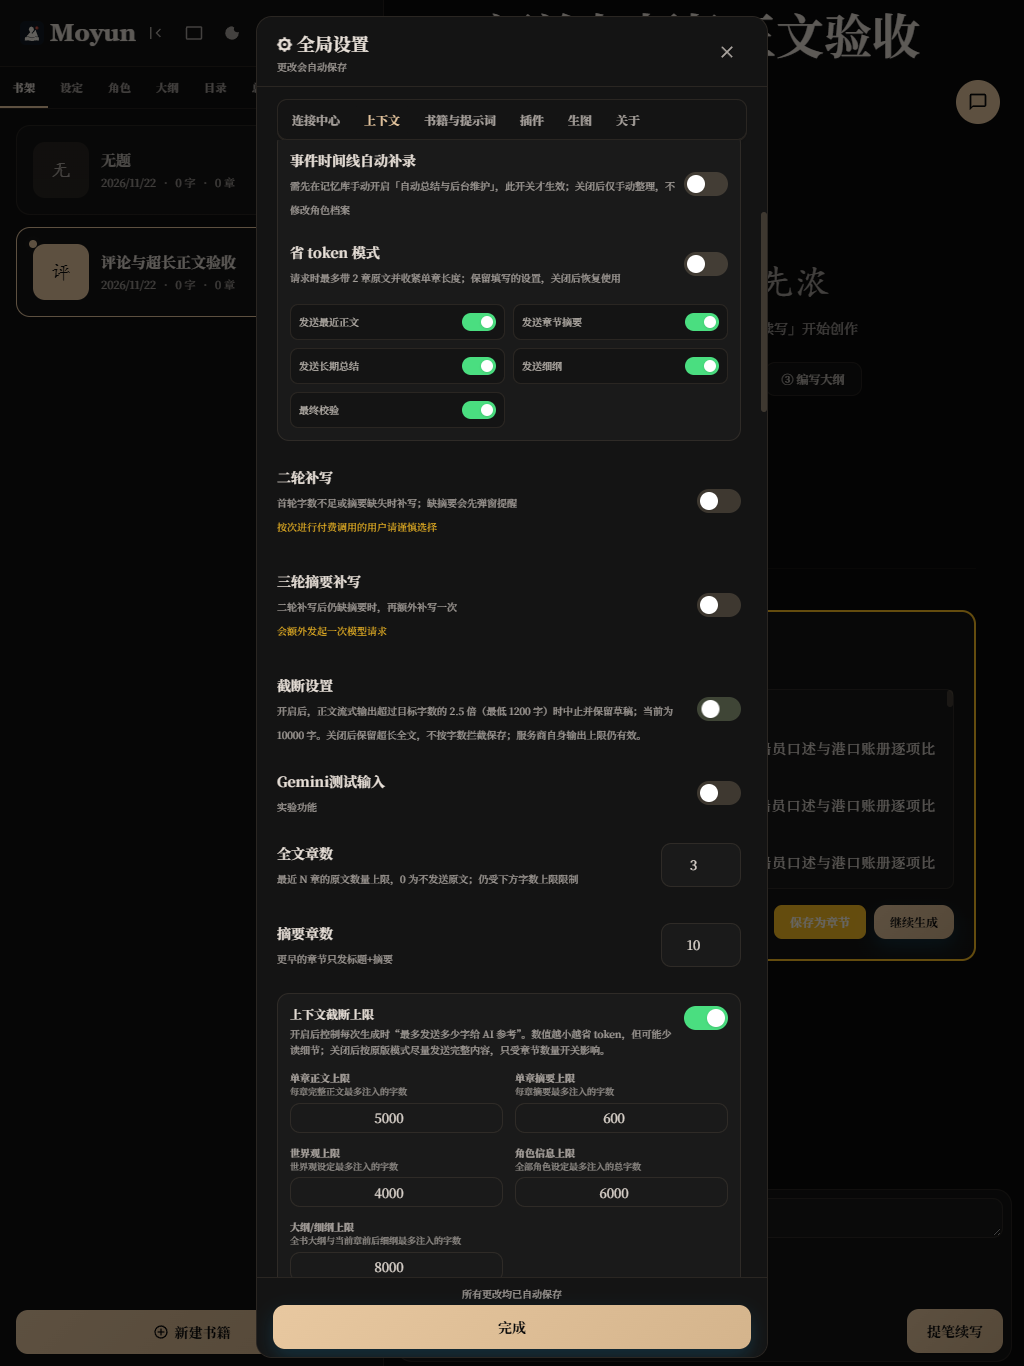 Moyun
书架 设定 角色 大纲 目录
无
无题
2026/11/22 · 0 字 · 0 章
评
评论与超长正文验收
2026/11/22 · 0 字 · 0 章
新建书籍
正文验收
先浓
续写」开始创作
③ 编写大纲
员口述与港口账册逐项比
员口述与港口账册逐项比
员口述与港口账册逐项比
保存为章节 继续生成
提笔续写
全局设置
更改会自动保存
连接中心 上下文 书籍与提示词 插件 生图 关于
事件时间线自动补录
需先在记忆库手动开启「自动总结与后台维护」，此开关才生效；关闭后仅手动整理，不
修改角色档案
省 token 模式
请求时最多带 2 章原文并收紧单章长度；保留填写的设置，关闭后恢复使用
发送最近正文 发送章节摘要
发送长期总结 发送细纲
最终校验
二轮补写
首轮字数不足或摘要缺失时补写；缺摘要会先弹窗提醒
按次进行付费调用的用户请谨慎选择
三轮摘要补写
二轮补写后仍缺摘要时，再额外补写一次
会额外发起一次模型请求
截断设置
开启后，正文流式输出超过目标字数的 2.5 倍（最低 1200 字）时中止并保留草稿；当前为
10000 字。关闭后保留超长全文，不按字数拦截保存；服务商自身输出上限仍有效。
Gemini测试输入
实验功能
全文章数
最近 N 章的原文数量上限，0 为不发送原文；仍受下方字数上限限制
3
摘要章数
更早的章节只发标题+摘要
10
上下文截断上限
开启后控制每次生成时“最多发送多少字给 AI 参考”。数值越小越省 token，但可能少
读细节；关闭后按原版模式尽量发送完整内容，只受章节数量开关影响。
单章正文上限 单章摘要上限
每章完整正文最多注入的字数 每章摘要最多注入的字数
5000 600
世界观上限 角色信息上限
世界观设定最多注入的字数 全部角色设定最多注入的总字数
4000 6000
大纲/细纲上限
全书大纲与当前章前后细纲最多注入的字数
8000
所有更改均已自动保存
完成